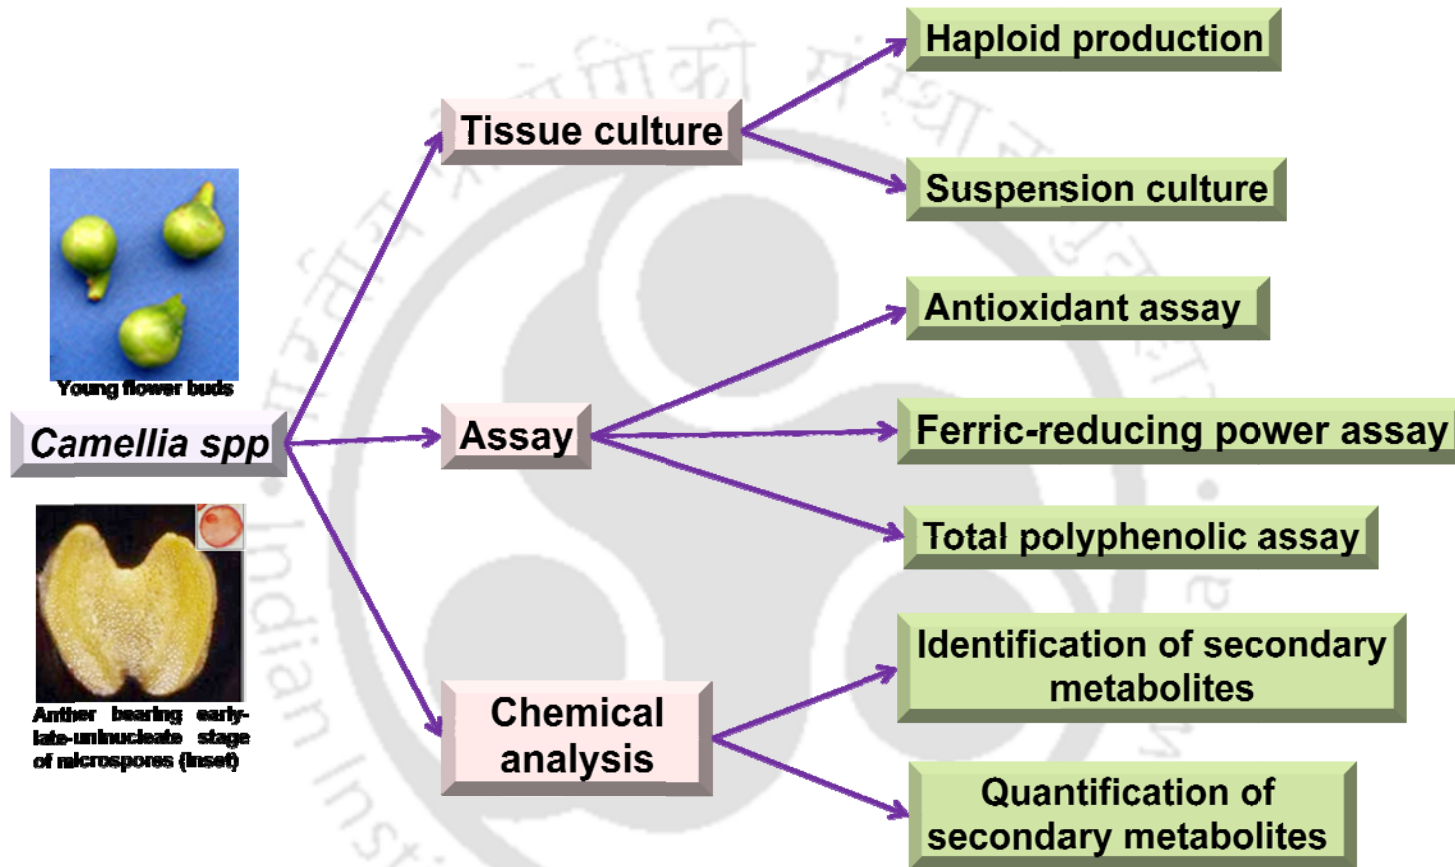 Haploid production
Tissue culture
Suspension culture
Young flower buds
Antioxidant assay
Camellia spp
Assay
Ferric-reducing power assay
Total polyphenolic assay
Anther bearing early-
late-uninucleate stage
of microspores (Inset)
Chemical
analysis
Identification of secondary
metabolites
Quantification of
secondary metabolites
Indian Insti